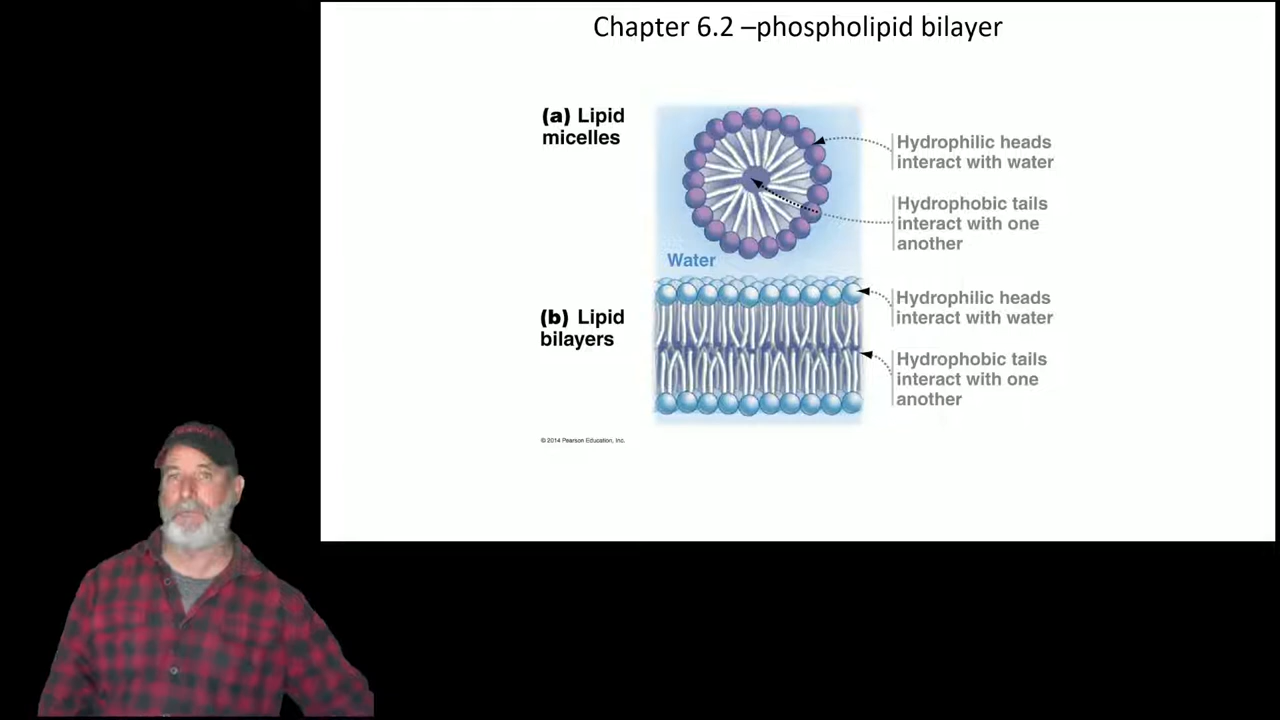 Chapter 6.2 –phospholipid bilayer
(a) Lipid
micelles
Hydrophilic heads
interact with water
Hydrophobic tails
interact with one
another
Water
Hydrophilic heads
interact with water
(b) Lipid
bilayers
Hydrophobic tails
interact with one
another
© 2014 Pearson Education, Inc.